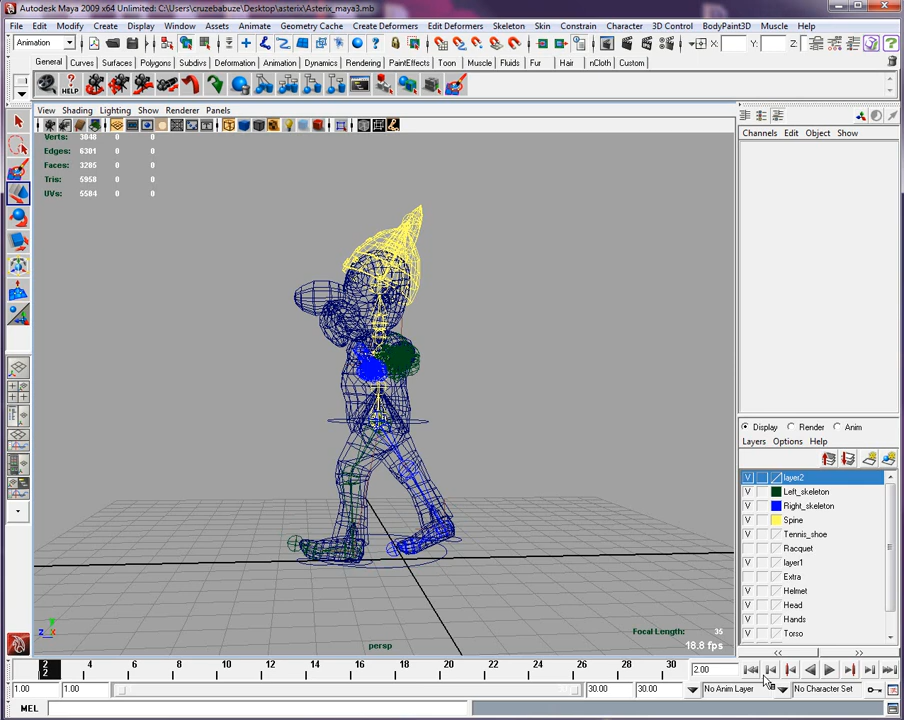 Autodesk Maya 2009 x64 Unlimited: C:\Users\cruzebabuze\Desktop\asterix\Asterix_maya3.mb
File Edit Modify Create Display Window Assets Animate Geometry Cache Create Deformers Edit Deformers Skeleton Skin Constrain Character 3D Control BodyPaint3D Muscle Help
Animation X: Y: Z:
General Curves Surfaces Polygons Subdivs Deformation Animation Dynamics Rendering PaintEffects Toon Muscle Fluids Fur Hair nCloth Custom
HELP
View Shading Lighting Show Renderer Panels
Channels Edit Object Show
Verts: 3048 0 0
Edges: 6301 0 0
Faces: 3285 0 0
Tris: 5958 0 0
UVs: 5584 0 0
Display Render Anim
Layers Options Help
V layer2
V Left_skeleton
V Right_skeleton
V Spine
V Tennis_shoe
Racquet
V layer1
Extra
V Helmet
V Head
V Hands
V Torso
Focal Length: 35
persp
18.8 fps
2 4 6 8 10 12 14 16 18 20 22 24 26 28 30 2.00
2
1.00 1.00 30.00 30.00 No Anim Layer No Character Set
MEL